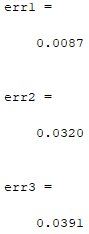 err1 =
0.0087
err2 =
0.0320
err3 =
0.0391